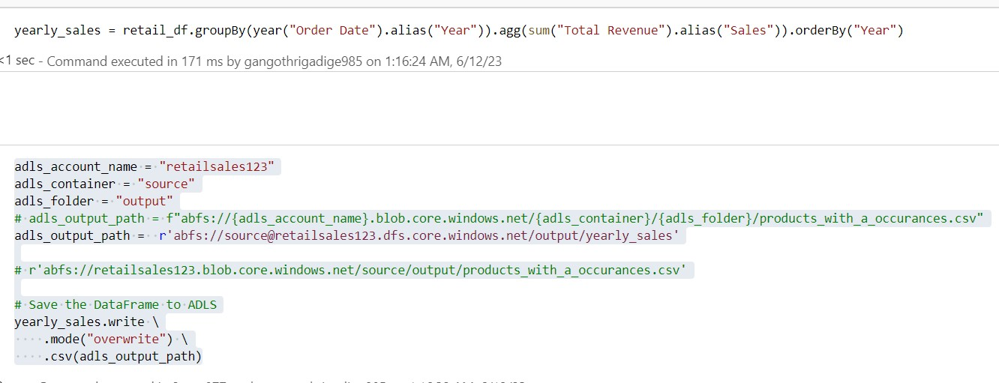 yearly_sales = retail_df.groupBy(year("Order Date").alias("Year")).agg(sum("Total Revenue").alias("Sales")).orderBy("Year")
<1 sec - Command executed in 171 ms by gangothrigadige985 on 1:16:24 AM, 6/12/23
adls_account_name = "retailsales123"
adls_container = "source"
adls_folder = "output"
# adls_output_path = f"abfs://{adls_account_name}.blob.core.windows.net/{adls_container}/{adls_folder}/products_with_a_occurances.csv"
adls_output_path =  r'abfs://source@retailsales123.dfs.core.windows.net/output/yearly_sales'
# r'abfs://retailsales123.blob.core.windows.net/source/output/products_with_a_occurances.csv'
# Save the DataFrame to ADLS
yearly_sales.write \
    .mode("overwrite") \
    .csv(adls_output_path)